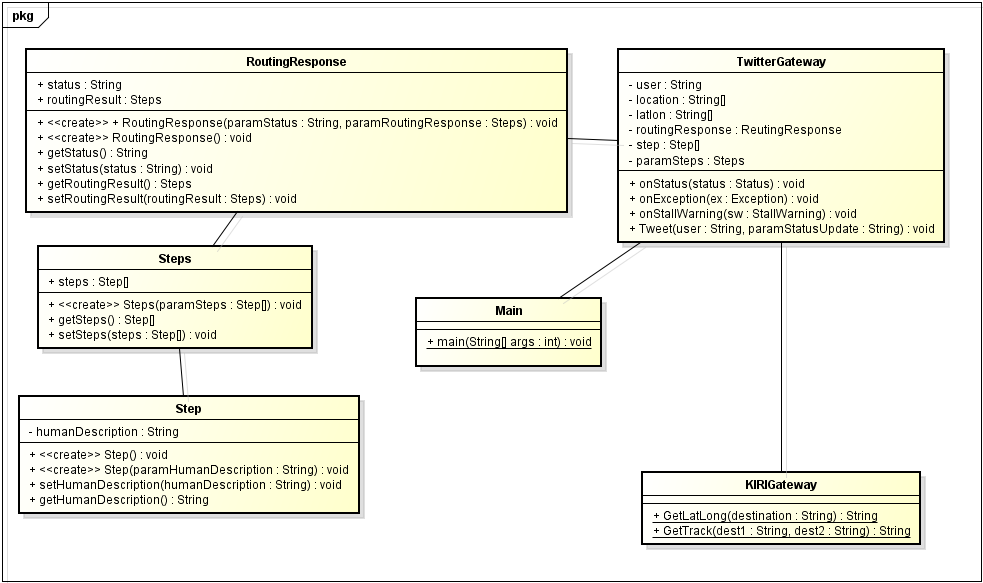 pkg
RoutingResponse
+ status : String
+ routingResult : Steps
+ <<create>> + RoutingResponse(paramStatus : String, paramRoutingResponse : Steps) : void
+ <<create>> RoutingResponse() : void
+ getStatus() : String
+ setStatus(status : String) : void
+ getRoutingResult() : Steps
+ setRoutingResult(routingResult : Steps) : void
TwitterGateway
- user : String
- location : String[]
- latlon : String[]
- routingResponse : ReutingResponse
- step : Step[]
- paramSteps : Steps
+ onStatus(status : Status) : void
+ onException(ex : Exception) : void
+ onStallWarning(sw : StallWarning) : void
+ Tweet(user : String, paramStatusUpdate : String) : void
Steps
+ steps : Step[]
+ <<create>> Steps(paramSteps : Step[]) : void
+ getSteps() : Step[]
+ setSteps(steps : Step[]) : void
Main
+ main(String[] args : int) : void
Step
- humanDescription : String
+ <<create>> Step() : void
+ <<create>> Step(paramHumanDescription : String) : void
+ setHumanDescription(humanDescription : String) : void
+ getHumanDescription() : String
KIRIGateway
+ GetLatLong(destination : String) : String
+ GetTrack(dest1 : String, dest2 : String) : String